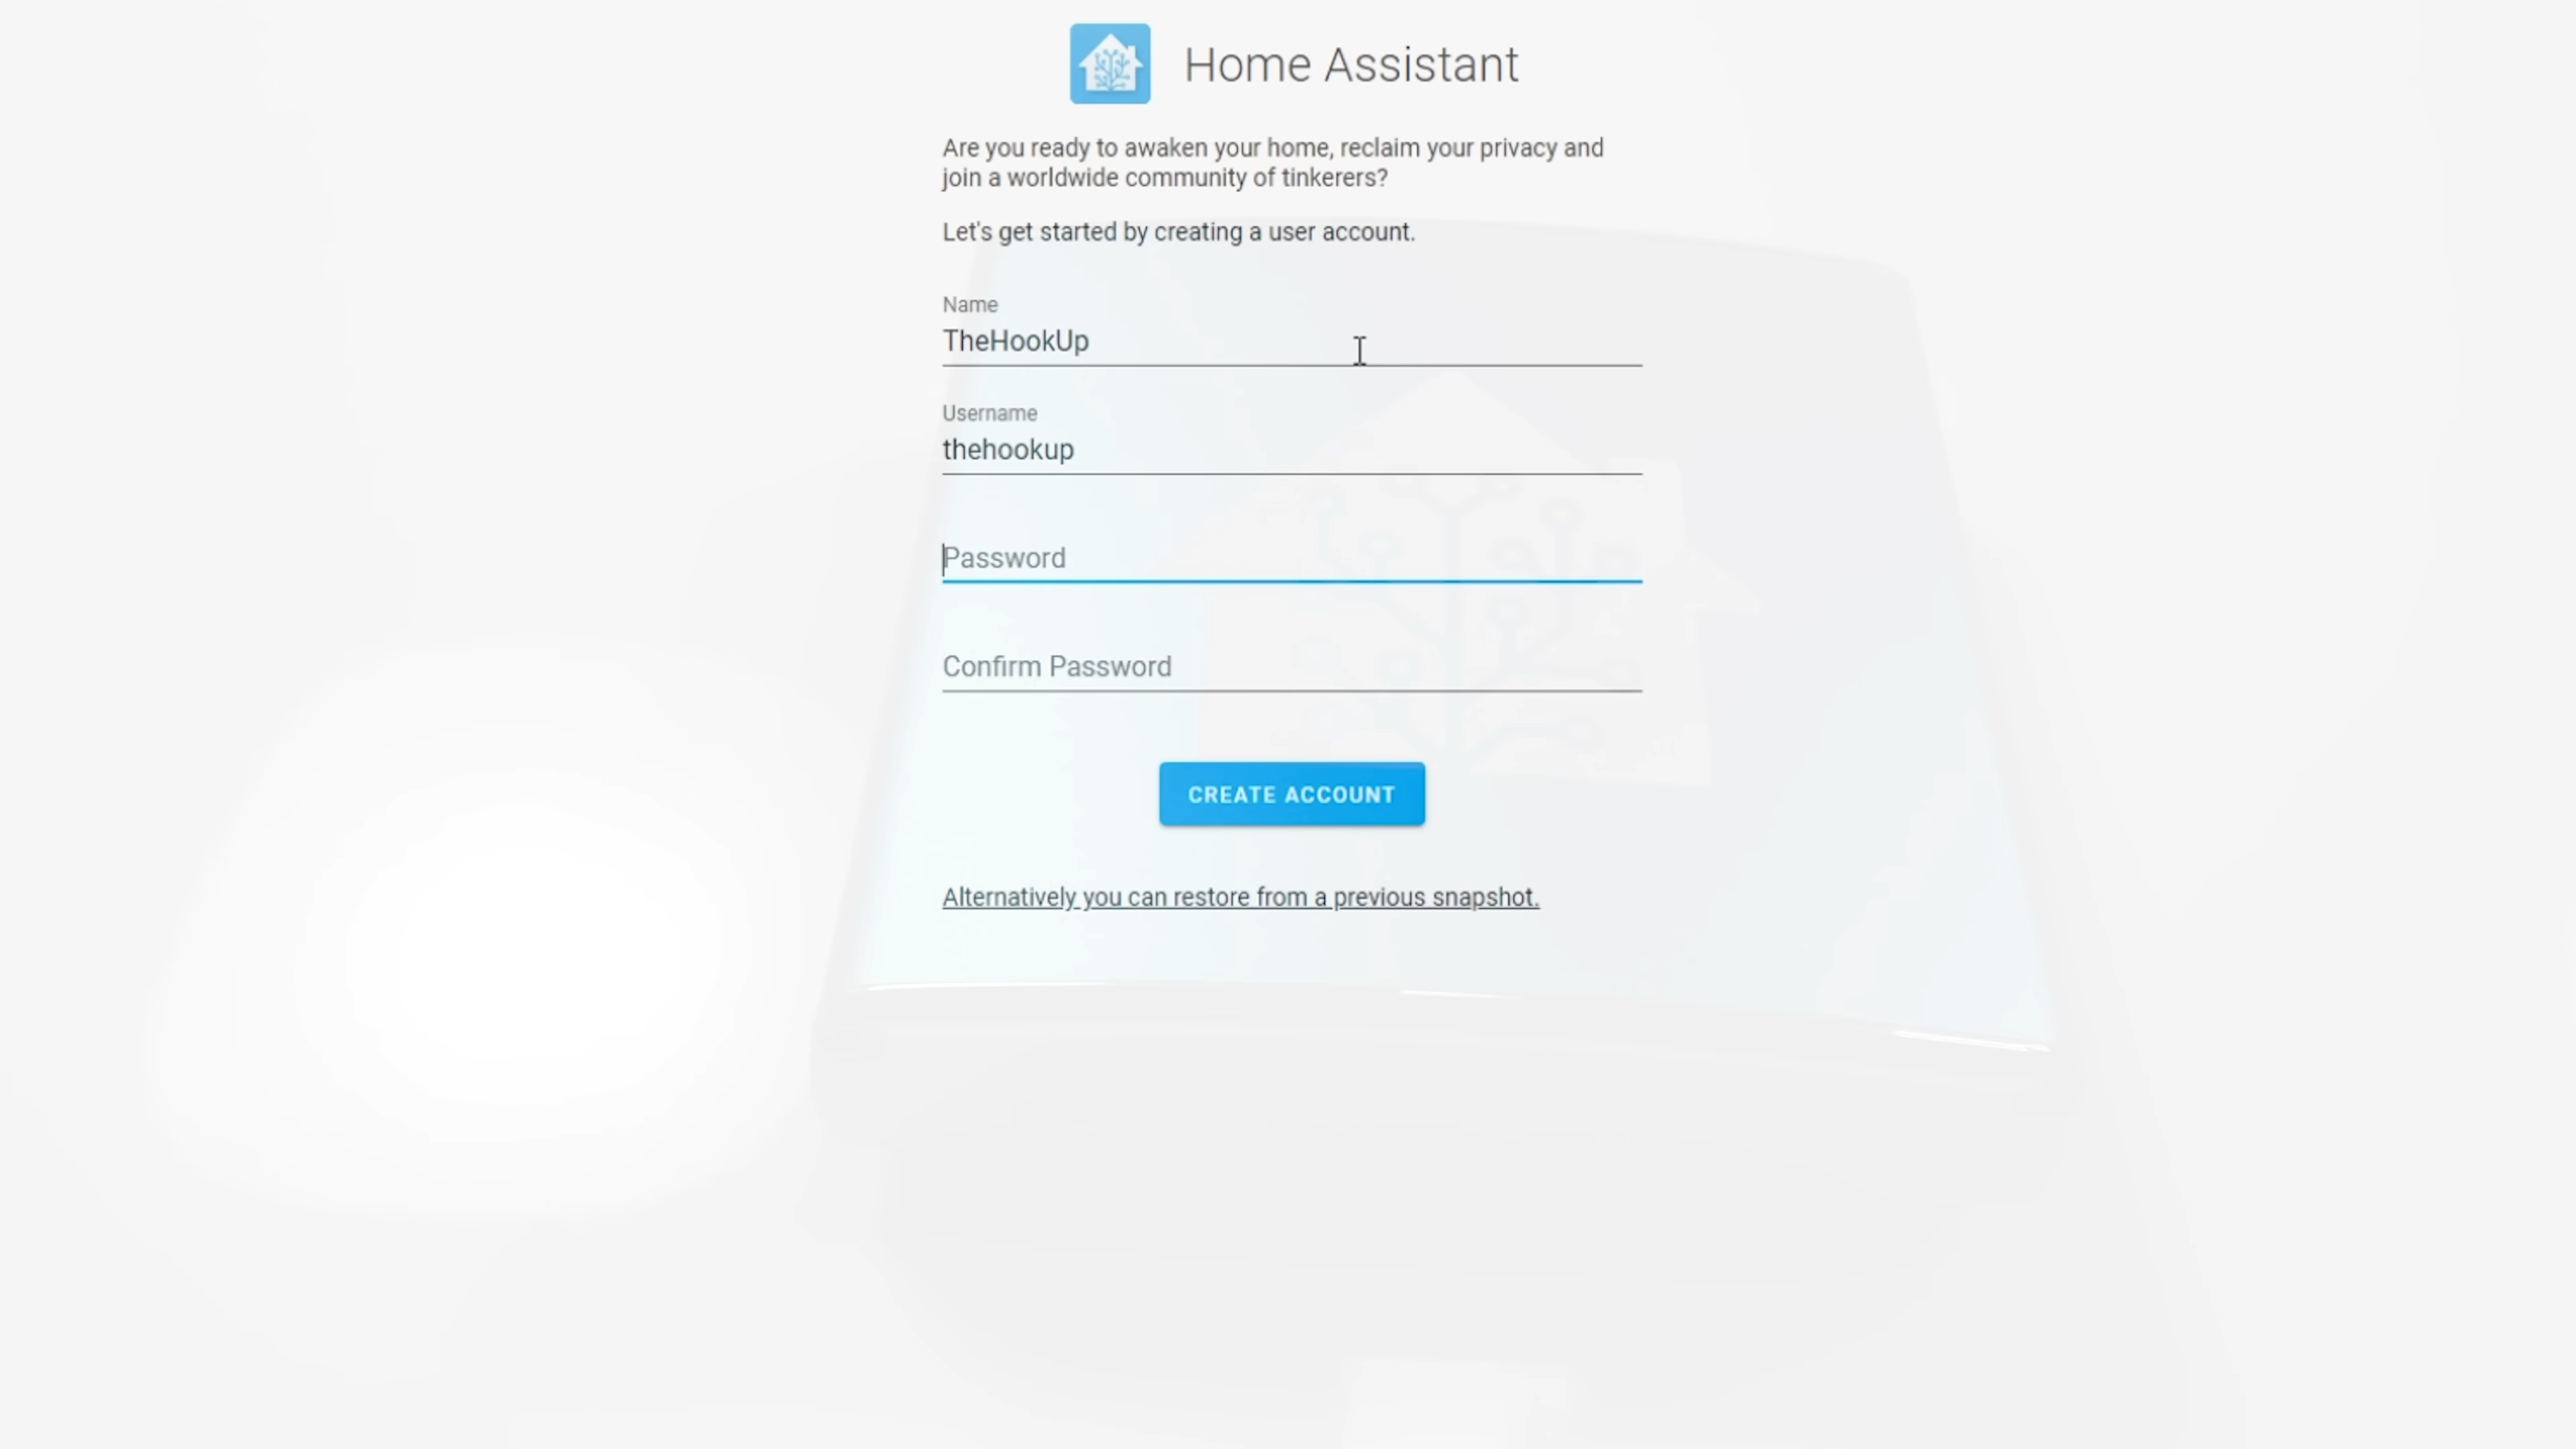 Home Assistant
Are you ready to awaken your home, reclaim your privacy and
join a worldwide community of tinkerers?
Let's get started by creating a user account.
Name
TheHookUp
Username
thehookup
Password
Confirm Password
CREATE ACCOUNT
Alternatively you can restore from a previous snapshot.